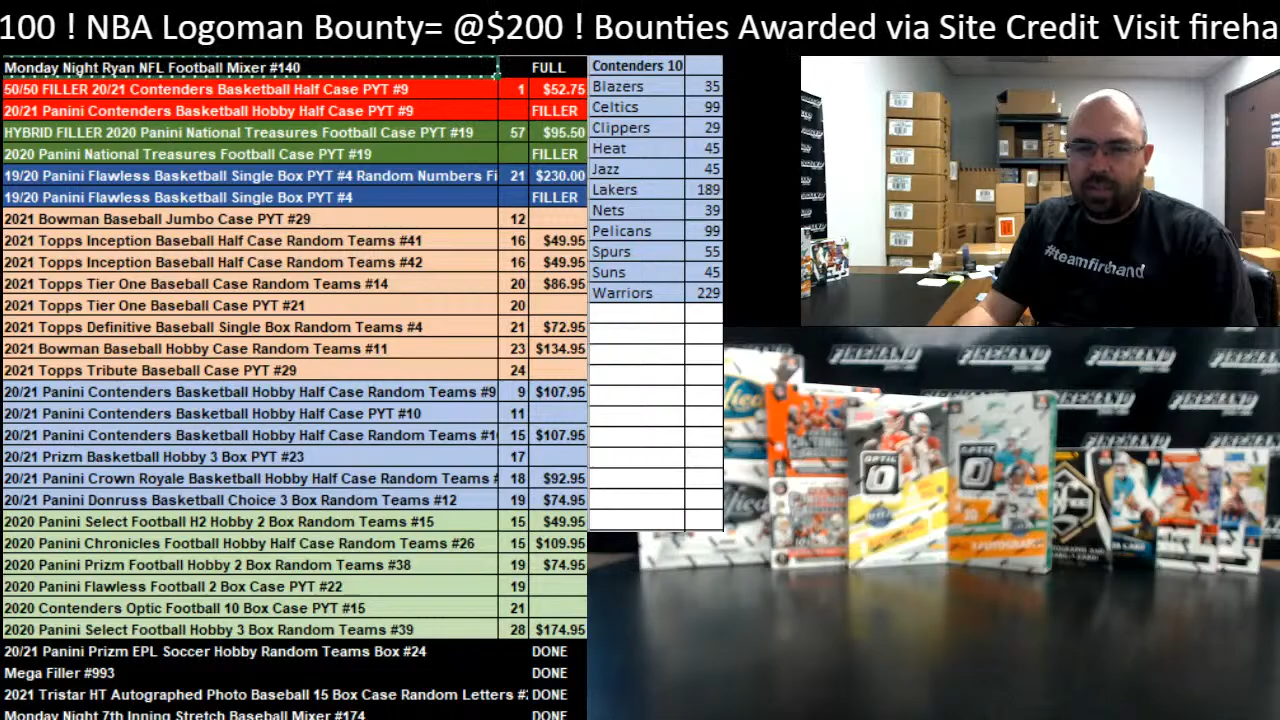 100 ! NBA Logoman Bounty= @$200 ! Bounties Awarded via Site Credit Visit fireha
Monday Night Ryan NFL Football Mixer #140 FULL
50/50 FILLER 20/21 Contenders Basketball Half Case PYT #9 1 $52.75
20/21 Panini Contenders Basketball Hobby Half Case PYT #9 FILLER
HYBRID FILLER 2020 Panini National Treasures Football Case PYT #19 57 $95.50
2020 Panini National Treasures Football Case PYT #19 FILLER
19/20 Panini Flawless Basketball Single Box PYT #4 Random Numbers Fi 21 $230.00
19/20 Panini Flawless Basketball Single Box PYT #4 FILLER
2021 Bowman Baseball Jumbo Case PYT #29 12
2021 Topps Inception Baseball Half Case Random Teams #41 16 $49.95
2021 Topps Inception Baseball Half Case Random Teams #42 16 $49.95
2021 Topps Tier One Baseball Case Random Teams #14 20 $86.95
2021 Topps Tier One Baseball Case PYT #21 20
2021 Topps Definitive Baseball Single Box Random Teams #4 21 $72.95
2021 Bowman Baseball Hobby Case Random Teams #11 23 $134.95
2021 Topps Tribute Baseball Case PYT #29 24
20/21 Panini Contenders Basketball Hobby Half Case Random Teams #9 9 $107.95
20/21 Panini Contenders Basketball Hobby Half Case PYT #10 11
20/21 Panini Contenders Basketball Hobby Half Case Random Teams #1 15 $107.95
20/21 Prizm Basketball Hobby 3 Box PYT #23 17
20/21 Panini Crown Royale Basketball Hobby Half Case Random Teams # 18 $92.95
20/21 Panini Donruss Basketball Choice 3 Box Random Teams #12 19 $74.95
2020 Panini Select Football H2 Hobby 2 Box Random Teams #15 15 $49.95
2020 Panini Chronicles Football Hobby Half Case Random Teams #26 15 $109.95
2020 Panini Prizm Football Hobby 2 Box Random Teams #38 19 $74.95
2020 Panini Flawless Football 2 Box Case PYT #22 19
2020 Contenders Optic Football 10 Box Case PYT #15 21
2020 Panini Select Football Hobby 3 Box Random Teams #39 28 $174.95
20/21 Panini Prizm EPL Soccer Hobby Random Teams Box #24 DONE
Mega Filler #993 DONE
2021 Tristar HT Autographed Photo Baseball 15 Box Case Random Letters #: DONE
Monday Night 7th Inning Stretch Baseball Mixer #174 DONE
Contenders 10
Blazers 35
Celtics 99
Clippers 29
Heat 45
Jazz 45
Lakers 189
Nets 39
Pelicans 99
Spurs 55
Suns 45
Warriors 229
#teamfirehand
FIREHAND FIREHAND FIREHAND FIREHAND
OPTIC
OPTIC